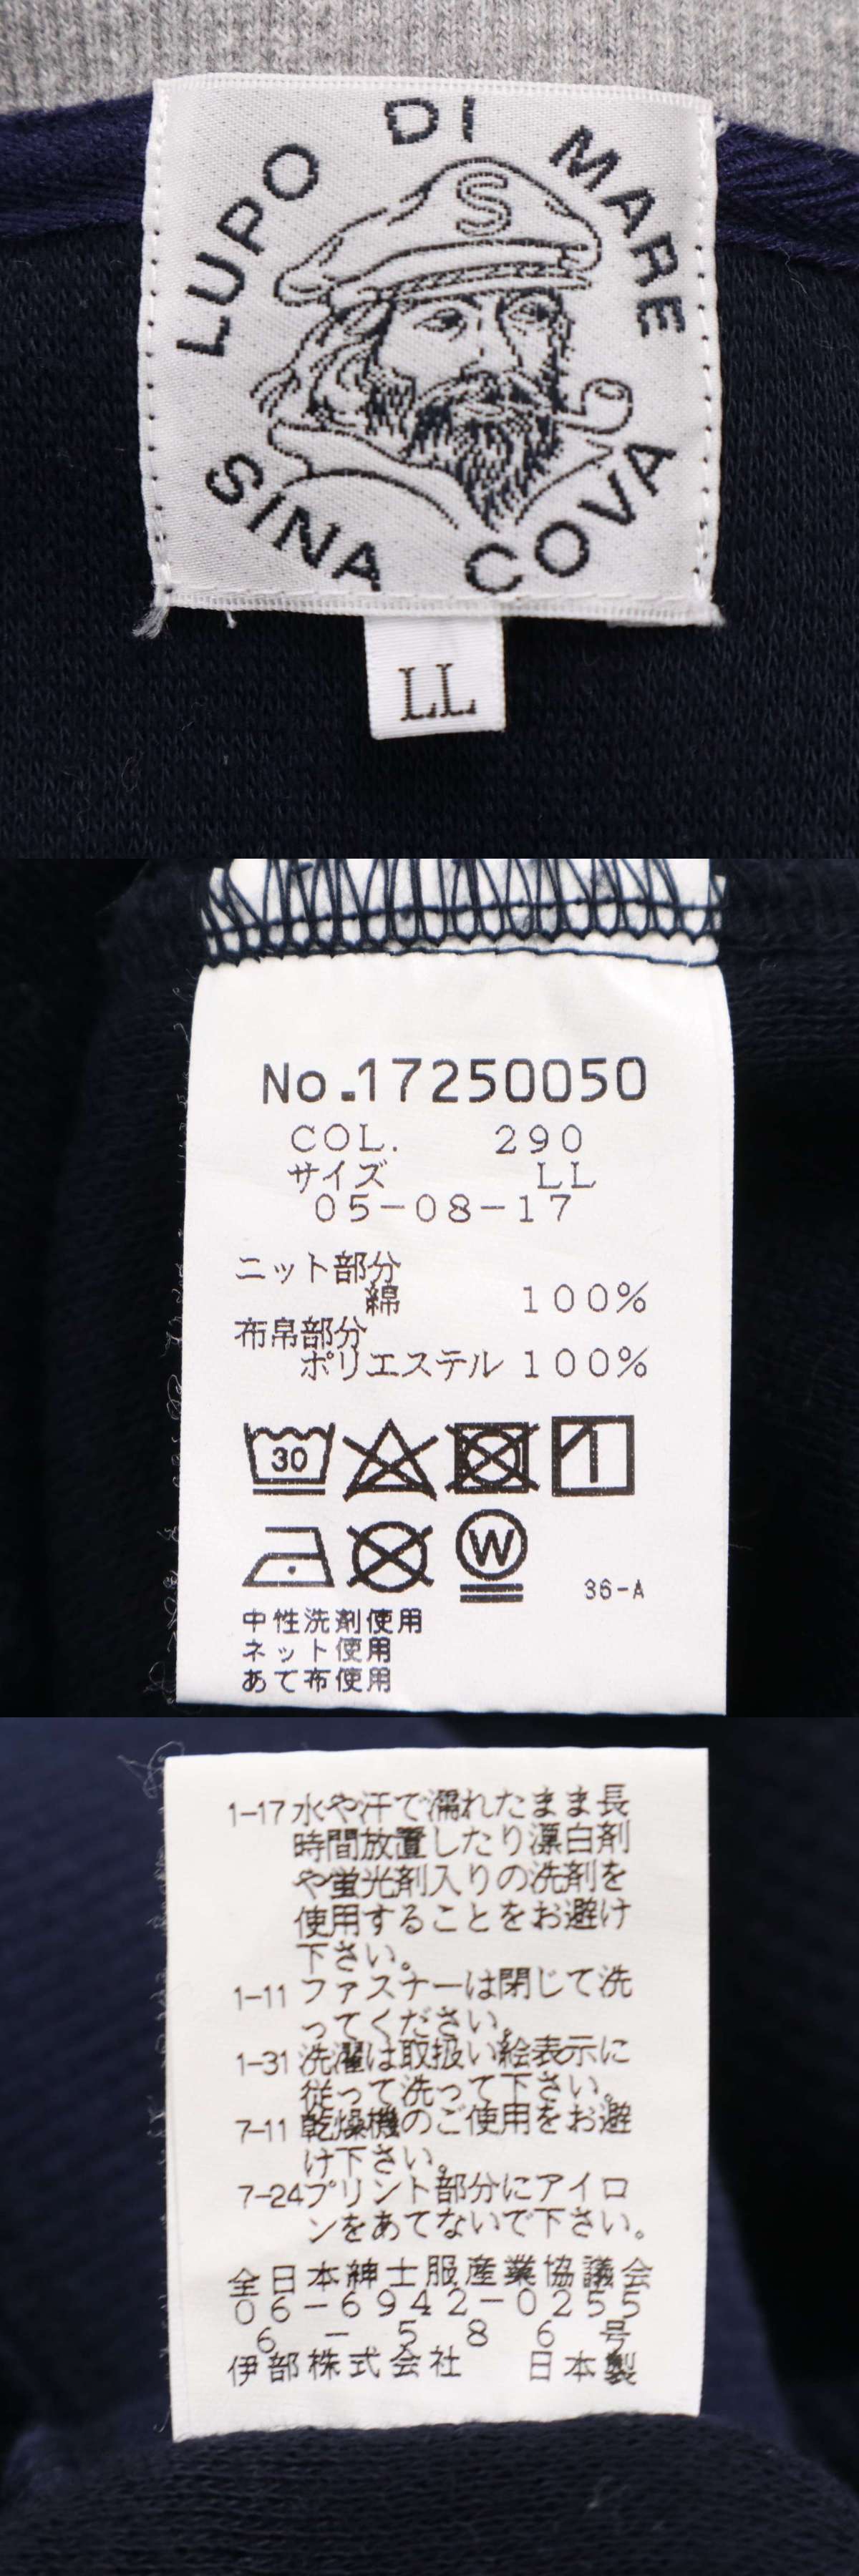 LUPO DI MARE
S
SINA COVA
LL
No.17250050
COL. 290
サイズ LL
05-08-17
ニット部分
綿 100%
布帛部分
ポリエステル 100%
30
W
36-A
中性洗剤使用
ネット使用
あて布使用
1-17 水や汗で濡れたまま長
時間放置したり漂白剤
や蛍光剤入りの洗剤を
使用することをお避け
下さい。
1-11 ファスナーは閉じて洗
ってください。
1-31 洗濯は取扱い絵表示に
従って洗って下さい。
7-11 乾燥機のご使用をお避
け下さい。
7-24 プリント部分にアイロ
ンをあてないで下さい。
全日本紳士服産業協議会
06-6942-0255
6-586号
伊部株式会社 日本製